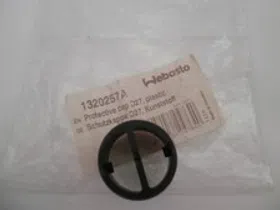 Webasto
1320257A
en Protective cap D27, plastic
de Schutzkappe D27, Kunststoff